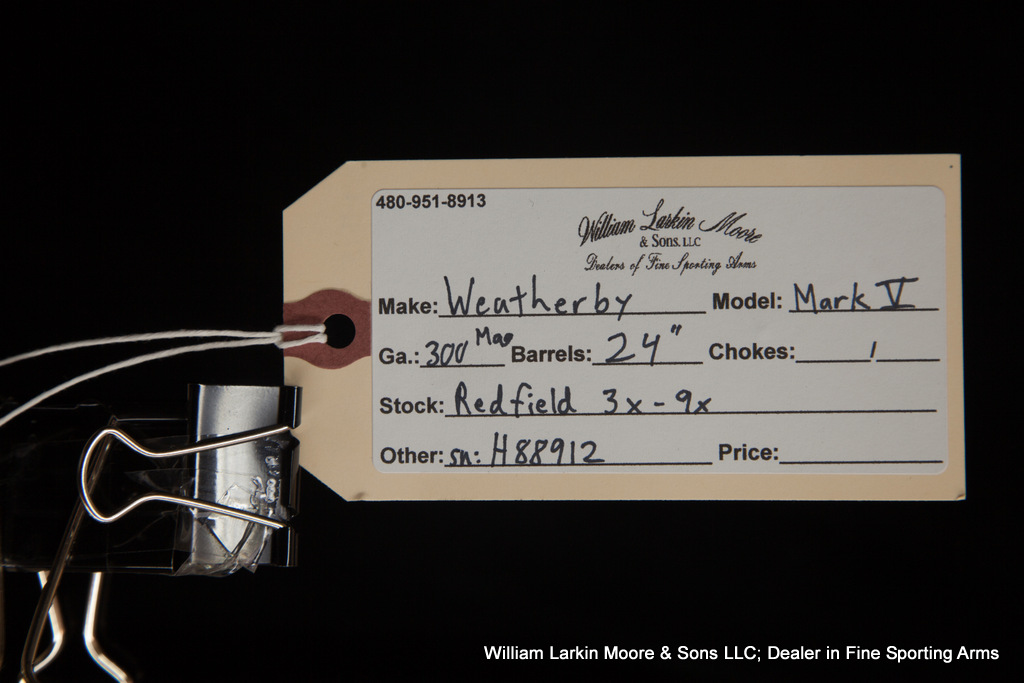 480-951-8913
William Larkin Moore
& Sons, LLC
Dealers of Fine Sporting Arms
Make: Weatherby Model: Mark V
Ga.: 300 Mag Barrels: 24" Chokes: /
Stock: Redfield 3x-9x
Other: sn: H88912 Price:
William Larkin Moore & Sons LLC; Dealer in Fine Sporting Arms